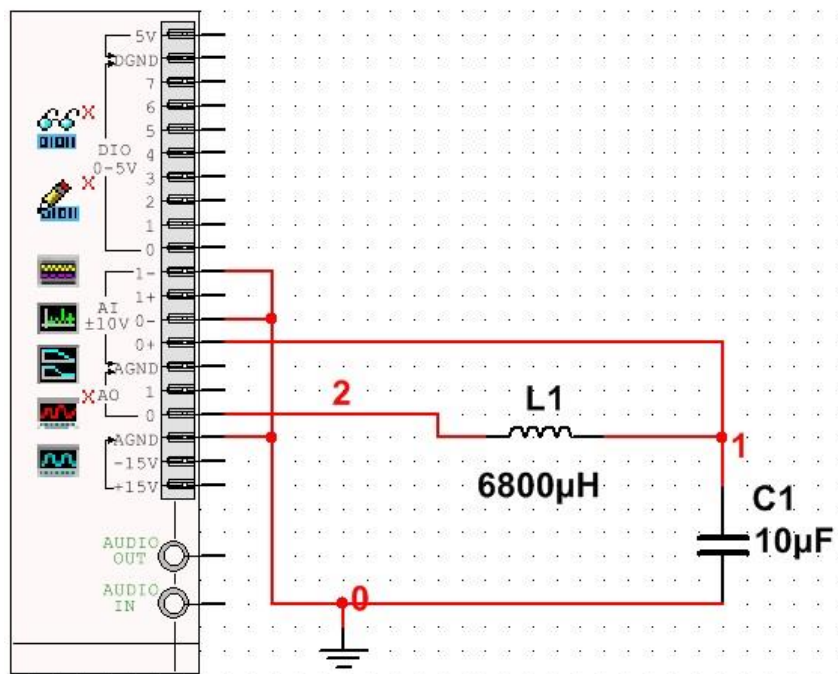 5V
DGND
7
6
5
4
3
2
1
0
DIO
0-5V
X
X
1-
1+
0-
0+
AI
±10V
AGND
1
0
X AO
AGND
-15V
+15V
AUDIO
OUT
AUDIO
IN
2
L1
6800µH
1
C1
10µF
0